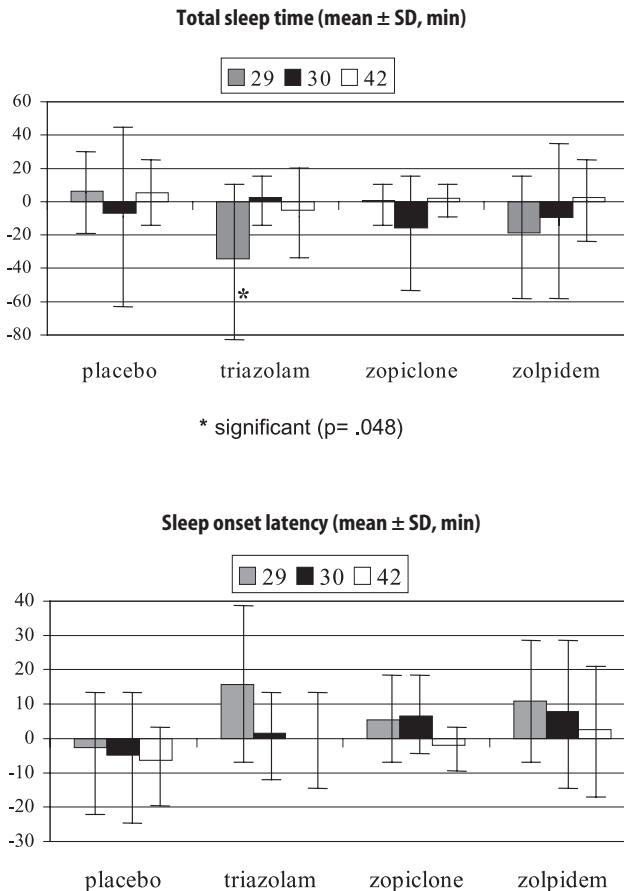 Total sleep time (mean ± SD, min)
29 30 42
60
40
20
0
-20
-40
-60
-80
*
placebo triazolam zopiclone zolpidem
* significant (p= .048)
Sleep onset latency (mean ± SD, min)
29 30 42
40
30
20
10
0
-10
-20
-30
placebo triazolam zopiclone zolpidem